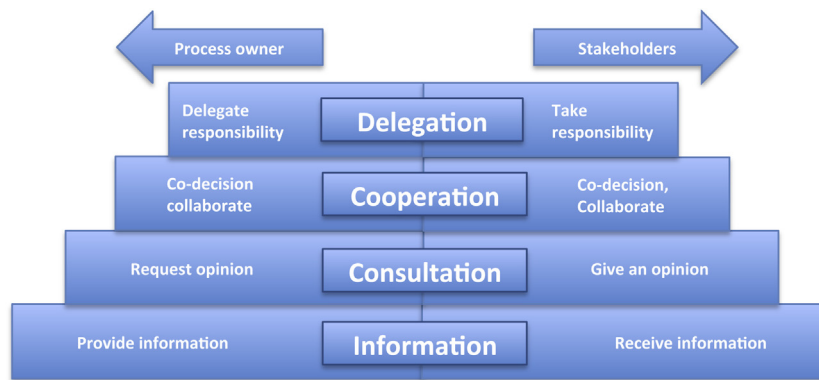 Process owner
Stakeholders
Delegate
responsibility
Delegation
Take
responsibility
Co-decision
collaborate
Cooperation
Co-decision,
Collaborate
Request opinion
Consultation
Give an opinion
Provide information
Information
Receive information